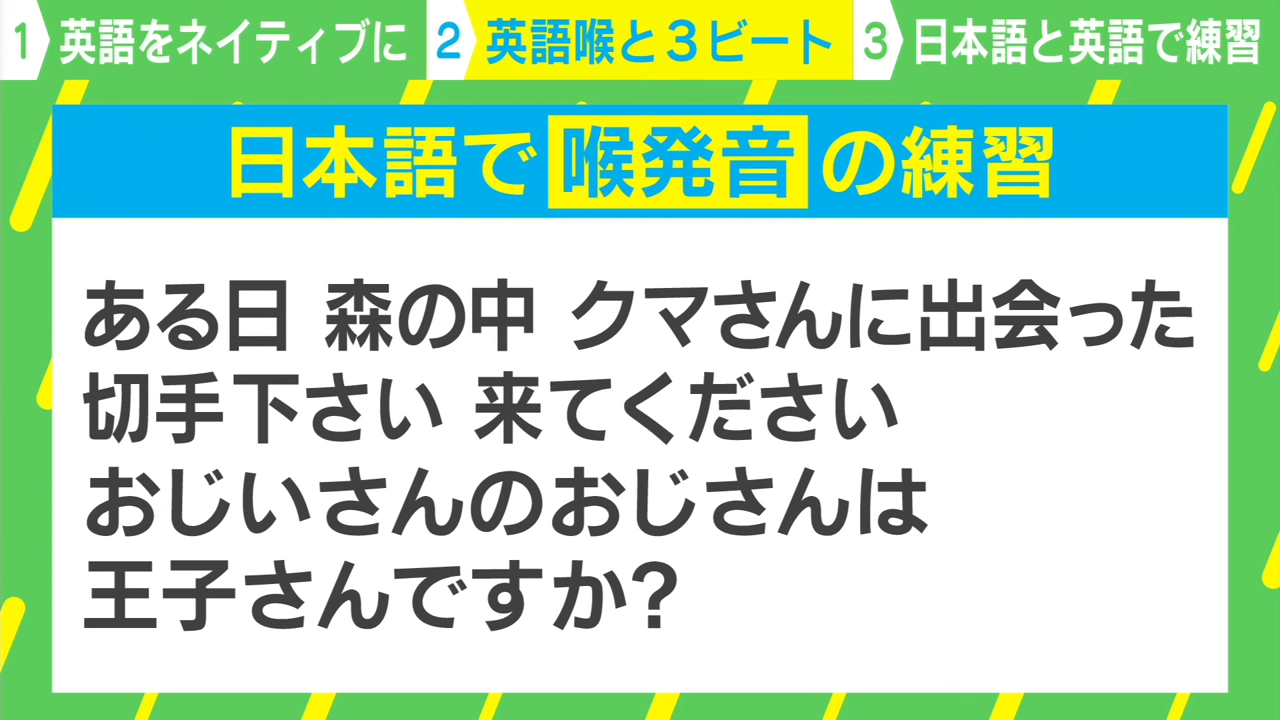 1 英語をネイティブに 2 英語喉と3ビート 3 日本語と英語で練習
日本語で喉発音の練習
ある日 森の中 クマさんに出会った
切手下さい 来てください
おじいさんのおじさんは
王子さんですか?